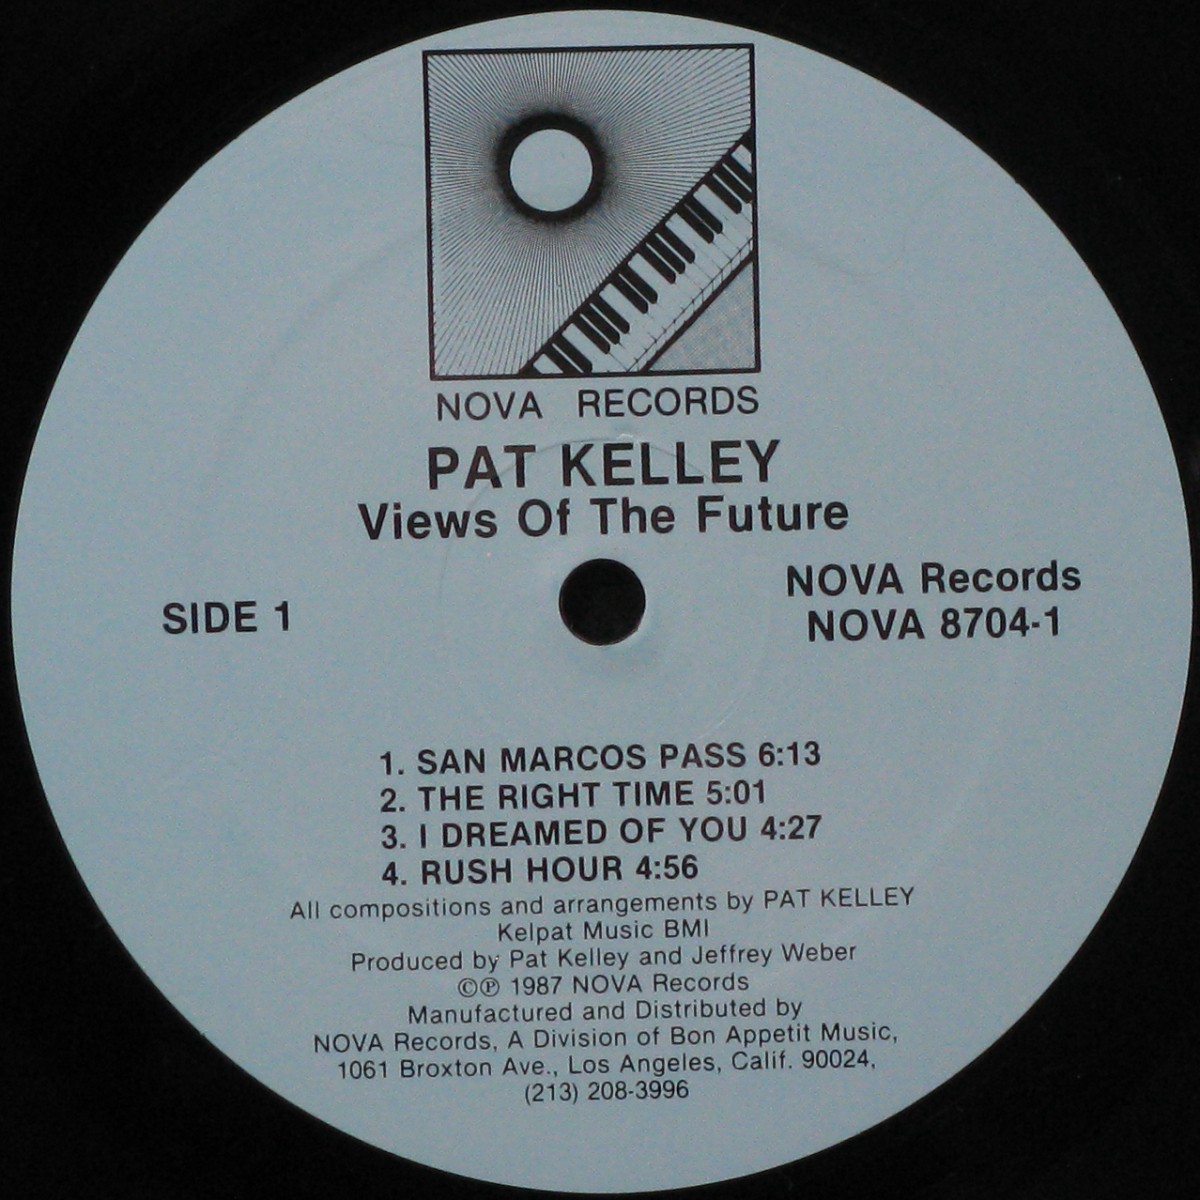 NOVA RECORDS
PAT KELLEY
Views Of The Future
SIDE 1
NOVA Records
NOVA 8704-1
1. SAN MARCOS PASS 6:13
2. THE RIGHT TIME 5:01
3. I DREAMED OF YOU 4:27
4. RUSH HOUR 4:56
All compositions and arrangements by PAT KELLEY
Kelpat Music BMI
Produced by Pat Kelley and Jeffrey Weber
©℗ 1987 NOVA Records
Manufactured and Distributed by
NOVA Records, A Division of Bon Appetit Music,
1061 Broxton Ave., Los Angeles, Calif. 90024,
(213) 208-3996